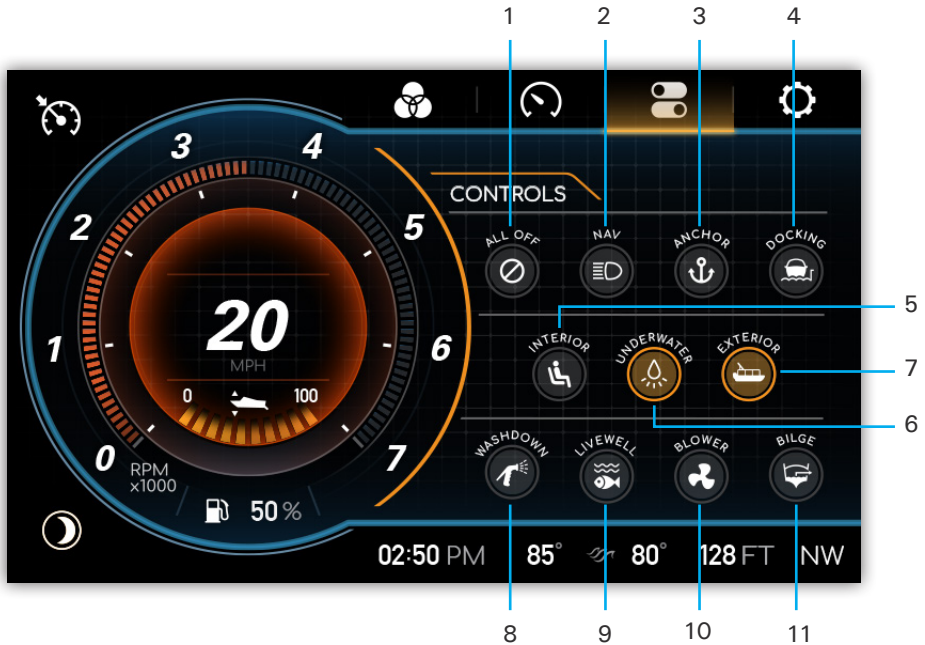 1 2 3 4
3 4
CONTROLS
2 5
ALL OFF NAV ANCHOR DOCKING
5
20
1 6
MPH
INTERIOR UNDERWATER EXTERIOR
7
0 100
6
0 7
RPM
x1000
WASHDOWN LIVEWELL BLOWER BILGE
50%
02:50 PM 85° 80° 128 FT NW
8 9 10 11